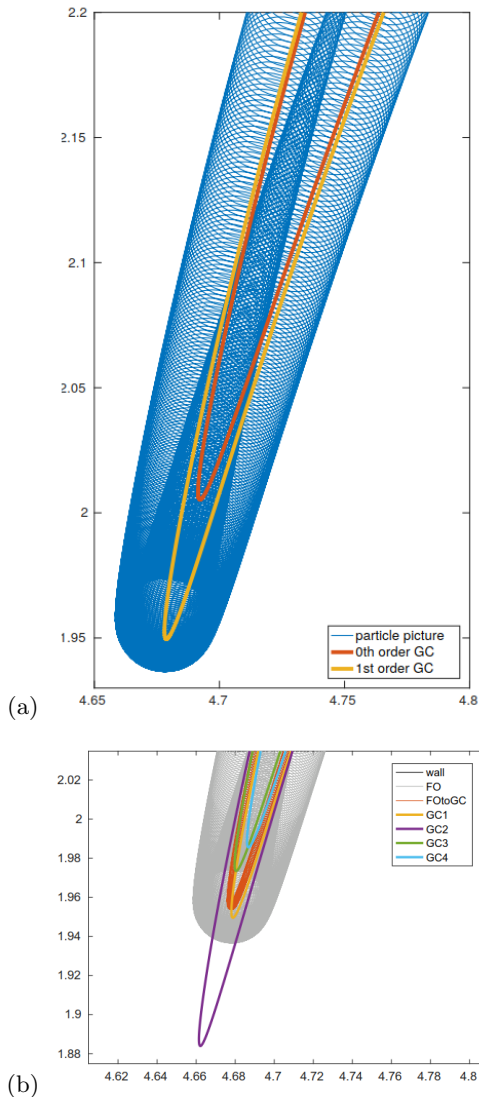 2.2
2.15
2.1
2.05
2
1.95
4.65 4.7 4.75 4.8
particle picture
0th order GC
1st order GC
(a)
2.02
2
1.98
1.96
1.94
1.92
1.9
1.88
4.62 4.64 4.66 4.68 4.7 4.72 4.74 4.76 4.78 4.8
wall
FO
FOtoGC
GC1
GC2
GC3
GC4
(b)